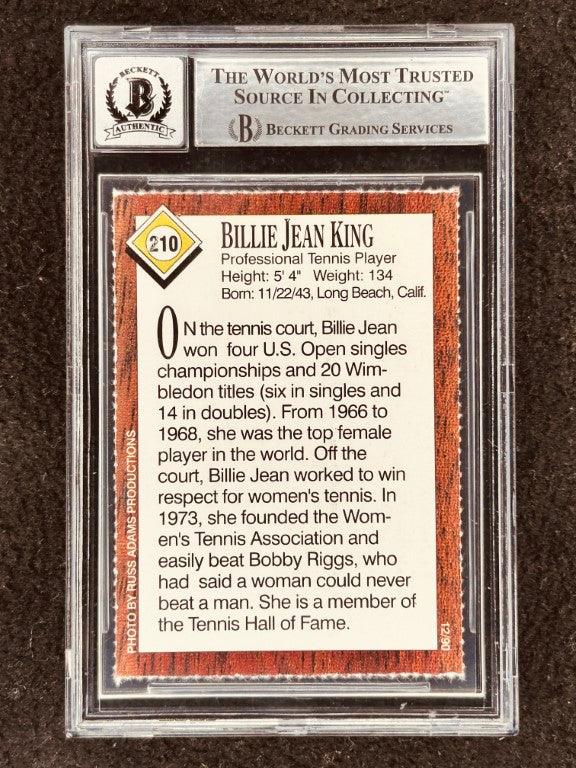 BECKETT
B
AUTHENTIC
THE WORLD'S MOST TRUSTED
SOURCE IN COLLECTING™
B BECKETT GRADING SERVICES
210
BILLIE JEAN KING
Professional Tennis Player
Height: 5' 4" Weight: 134
Born: 11/22/43, Long Beach, Calif.
ON the tennis court, Billie Jean
won four U.S. Open singles
championships and 20 Wim-
bledon titles (six in singles and
14 in doubles). From 1966 to
1968, she was the top female
player in the world. Off the
court, Billie Jean worked to win
respect for women's tennis. In
1973, she founded the Wom-
en's Tennis Association and
easily beat Bobby Riggs, who
had said a woman could never
beat a man. She is a member of
the Tennis Hall of Fame.
PHOTO BY RUSS ADAMS PRODUCTIONS
12/90